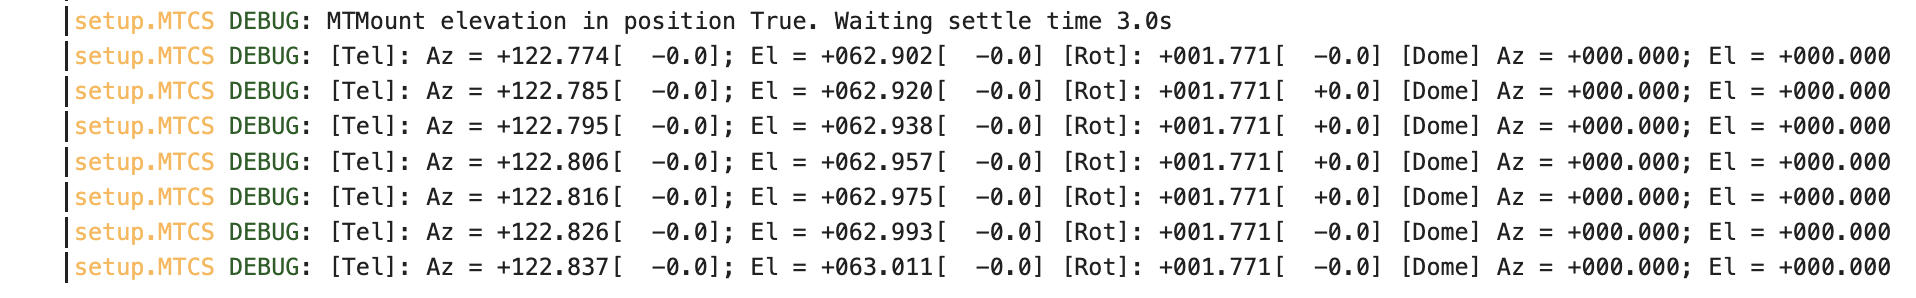 setup.MTCS DEBUG: MTMount elevation in position True. Waiting settle time 3.0s
setup.MTCS DEBUG: [Tel]: Az = +122.774[  -0.0]; El = +062.902[  -0.0] [Rot]: +001.771[  -0.0] [Dome] Az = +000.000; El = +000.000
setup.MTCS DEBUG: [Tel]: Az = +122.785[  -0.0]; El = +062.920[  -0.0] [Rot]: +001.771[  +0.0] [Dome] Az = +000.000; El = +000.000
setup.MTCS DEBUG: [Tel]: Az = +122.795[  -0.0]; El = +062.938[  -0.0] [Rot]: +001.771[  +0.0] [Dome] Az = +000.000; El = +000.000
setup.MTCS DEBUG: [Tel]: Az = +122.806[  -0.0]; El = +062.957[  -0.0] [Rot]: +001.771[  +0.0] [Dome] Az = +000.000; El = +000.000
setup.MTCS DEBUG: [Tel]: Az = +122.816[  -0.0]; El = +062.975[  -0.0] [Rot]: +001.771[  +0.0] [Dome] Az = +000.000; El = +000.000
setup.MTCS DEBUG: [Tel]: Az = +122.826[  -0.0]; El = +062.993[  -0.0] [Rot]: +001.771[  -0.0] [Dome] Az = +000.000; El = +000.000
setup.MTCS DEBUG: [Tel]: Az = +122.837[  -0.0]; El = +063.011[  -0.0] [Rot]: +001.771[  -0.0] [Dome] Az = +000.000; El = +000.000